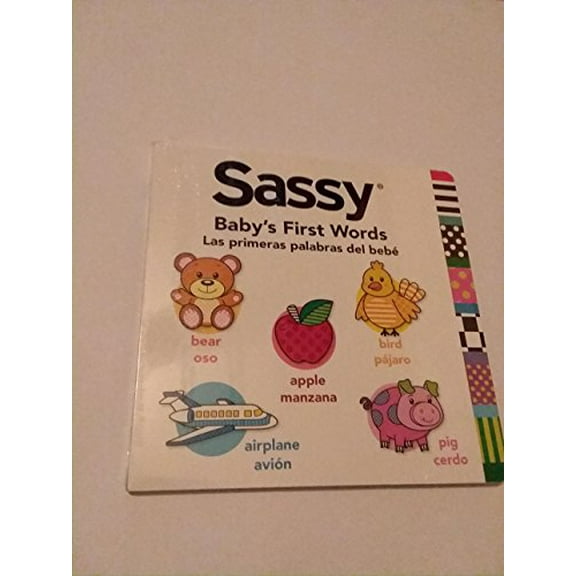 Sassy®
Baby's First Words
Las primeras palabras del bebé
bear
oso
bird
pájaro
apple
manzana
airplane
avión
pig
cerdo